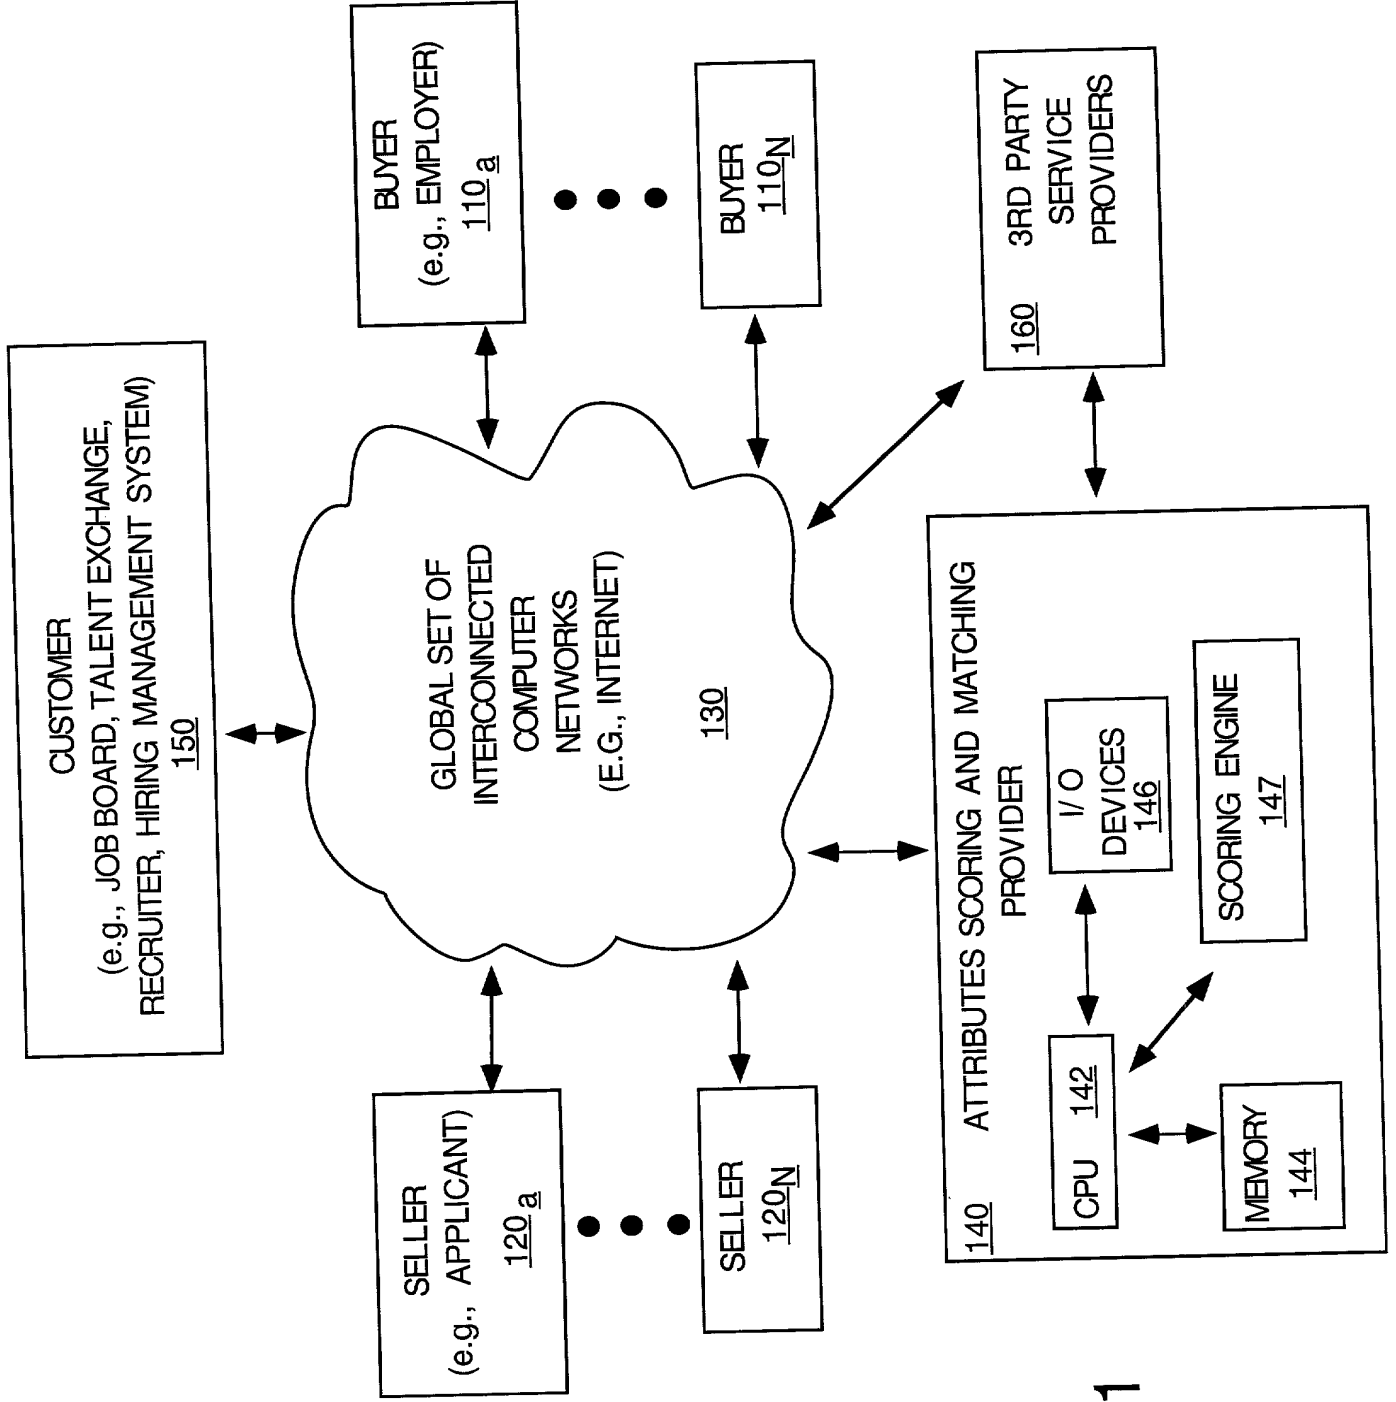 CUSTOMER
(e.g., JOB BOARD, TALENT EXCHANGE,
RECRUITER, HIRING MANAGEMENT SYSTEM)
150
SELLER
(e.g., APPLICANT)
120a
SELLER
120N
GLOBAL SET OF
INTERCONNECTED
COMPUTER
NETWORKS
(E.G., INTERNET)
130
BUYER
(e.g., EMPLOYER)
110a
BUYER
110N
160 3RD PARTY
SERVICE
PROVIDERS
140 ATTRIBUTES SCORING AND MATCHING
PROVIDER
CPU 142
I/O
DEVICES
146
MEMORY
144
SCORING ENGINE
147
1